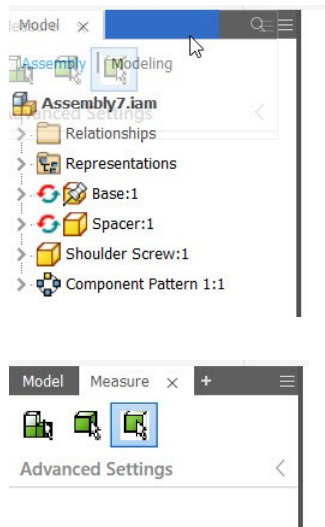 Model ×
Assembly | Modeling
Assembly7.iam
Advanced Settings
Relationships
Representations
Base:1
Spacer:1
Shoulder Screw:1
Component Pattern 1:1
Model Measure × +
Advanced Settings